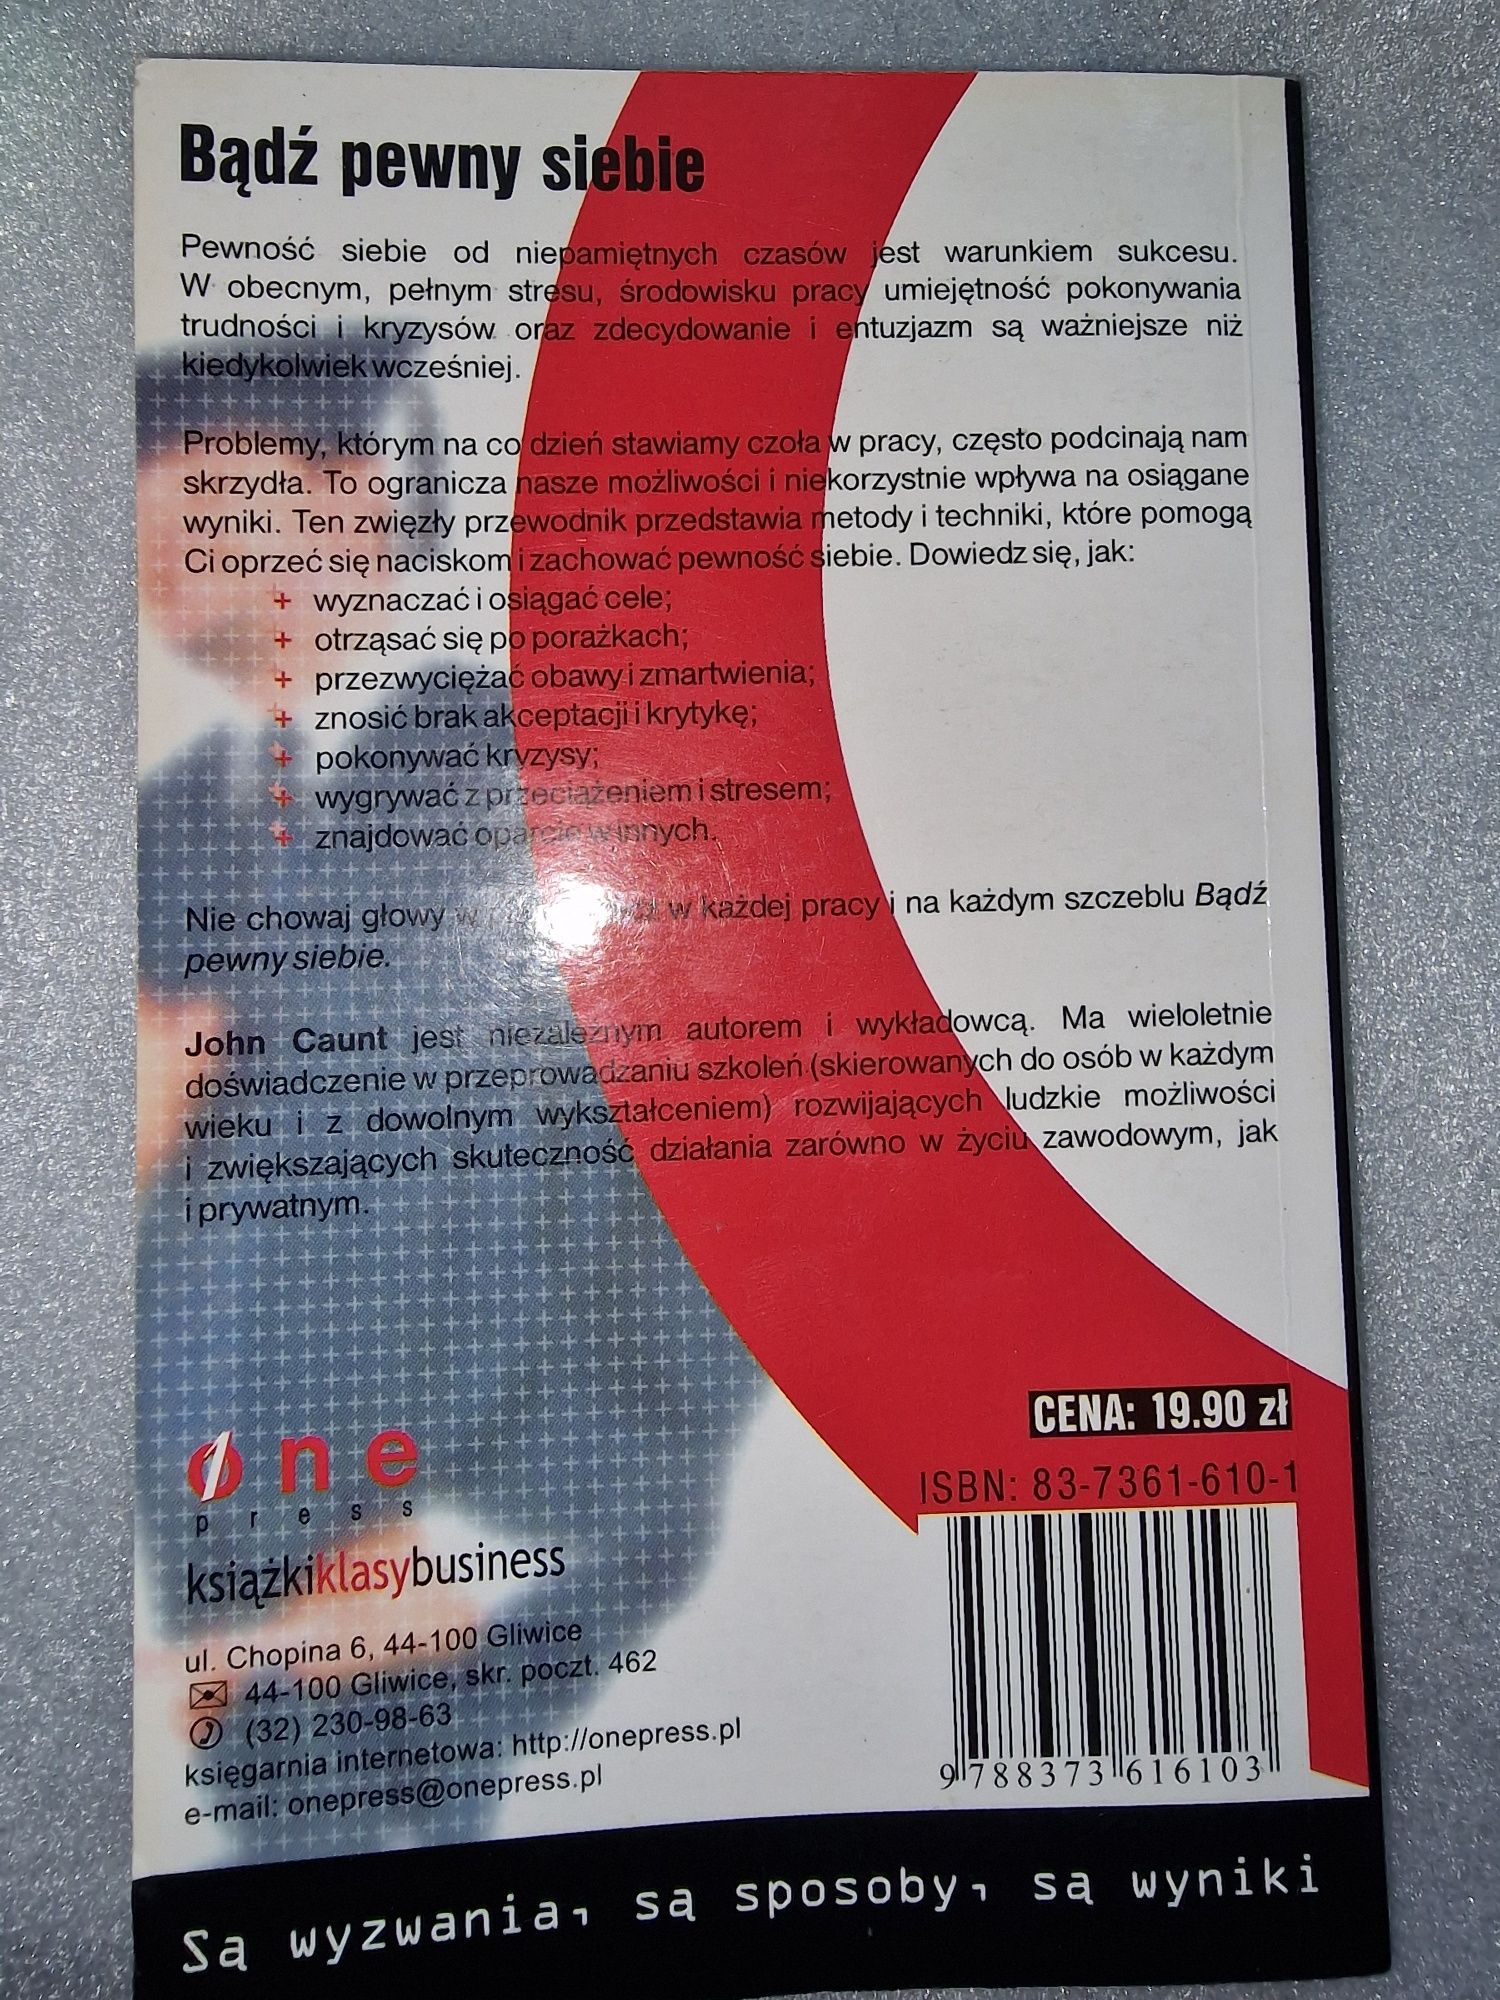 Bądź pewny siebie
Pewność siebie od niepamiętnych czasów jest warunkiem sukcesu.
W obecnym, pełnym stresu, środowisku pracy umiejętność pokonywania
trudności i kryzysów oraz zdecydowanie i entuzjazm są ważniejsze niż
kiedykolwiek wcześniej.
Problemy, którym na co dzień stawiamy czoła w pracy, często podcinają nam
skrzydła. To ogranicza nasze możliwości i niekorzystnie wpływa na osiągane
wyniki. Ten zwięzły przewodnik przedstawia metody i techniki, które pomogą
Ci oprzeć się naciskom i zachować pewność siebie. Dowiedz się, jak:
+ wyznaczać i osiągać cele;
+ otrząsać się po porażkach;
+ przezwyciężać obawy i zmartwienia;
+ znosić brak akceptacji i krytykę;
+ pokonywać kryzysy;
+ wygrywać z przeciążeniem i stresem;
+ znajdować oparcie w innych.
Nie chowaj głowy w w każdej pracy i na każdym szczeblu Bądź
pewny siebie.
John Caunt jest niezależnym autorem i wykładowcą. Ma wieloletnie
doświadczenie w przeprowadzaniu szkoleń (skierowanych do osób w każdym
wieku i z dowolnym wykształceniem) rozwijających ludzkie możliwości
i zwiększających skuteczność działania zarówno w życiu zawodowym, jak
i prywatnym.
CENA: 19.90 zł
ISBN: 83-7361-610-1
9 788373 616103
one
press
książkiklasybusiness
ul. Chopina 6, 44-100 Gliwice
44-100 Gliwice, skr. poczt. 462
(32) 230-98-63
księgarnia internetowa: http://onepress.pl
e-mail: onepress@onepress.pl
Są wyzwania, są sposoby, są wyniki